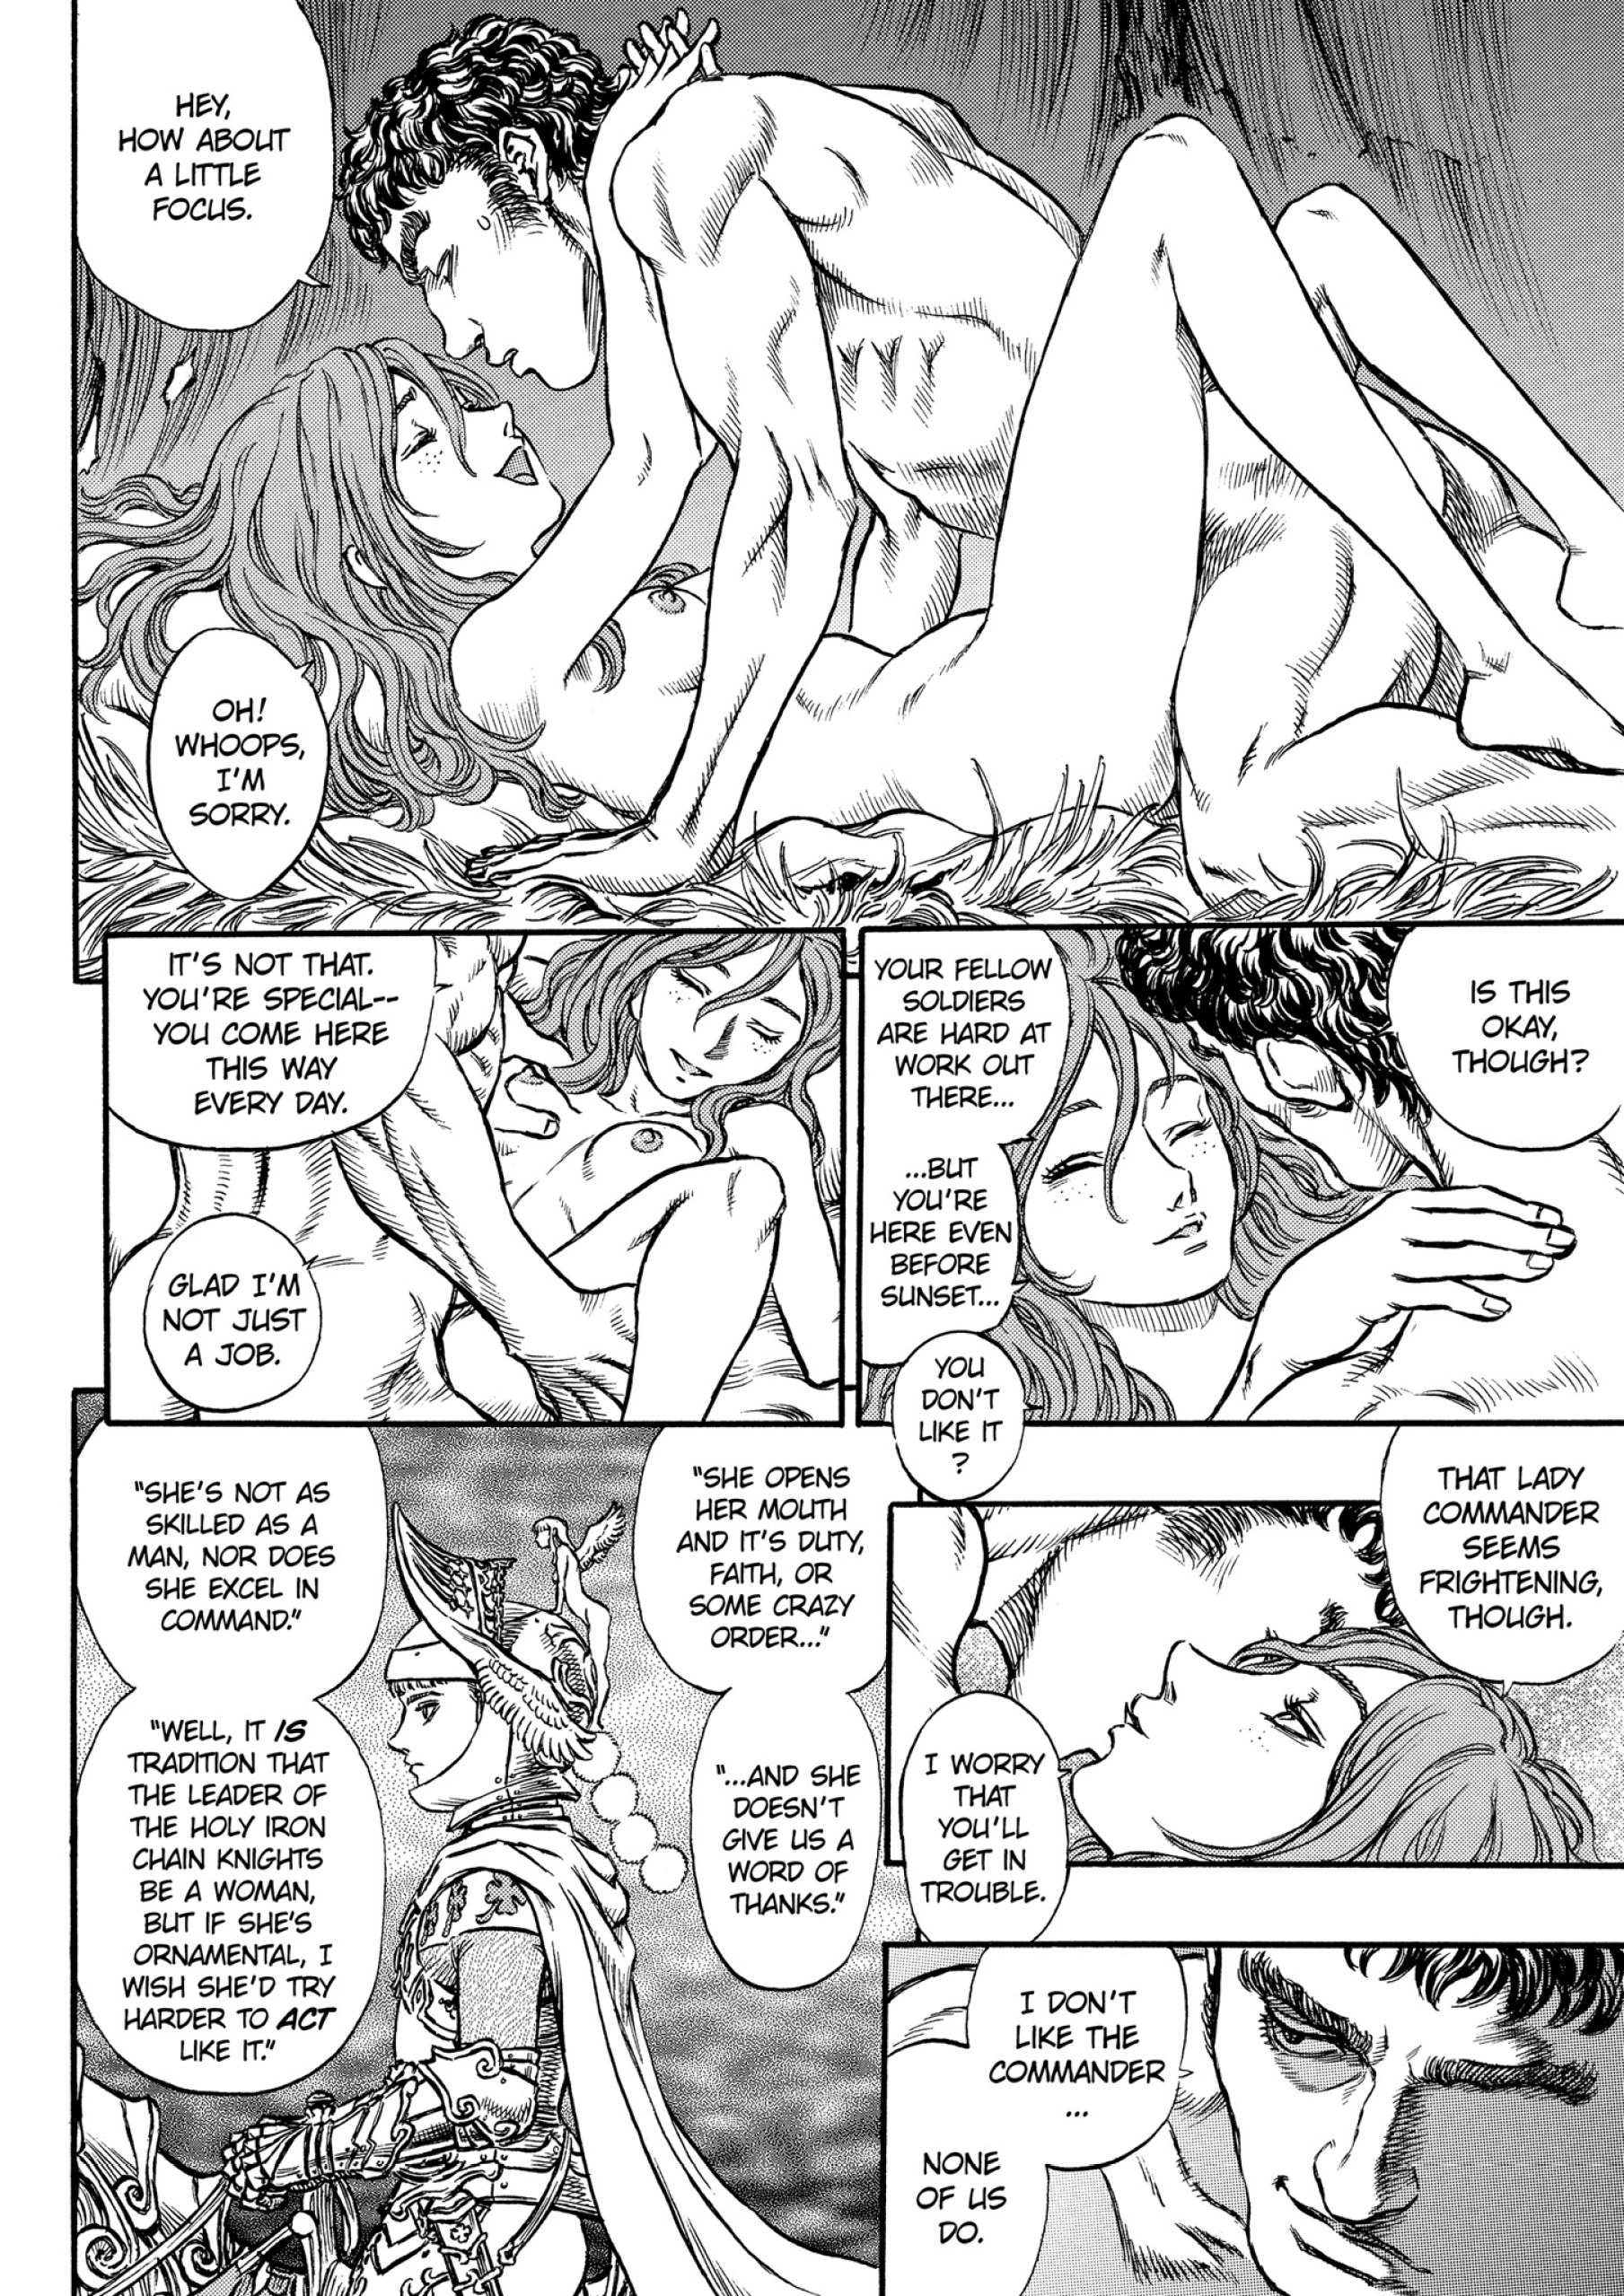 HEY,
HOW ABOUT
A LITTLE
FOCUS.
OH!
WHOOPS,
I'M
SORRY.
IS THIS
OKAY,
THOUGH?
YOUR FELLOW
SOLDIERS
ARE HARD AT
WORK OUT
THERE...
...BUT
YOU'RE
HERE EVEN
BEFORE
SUNSET...
YOU
DON'T
LIKE IT
?
IT'S NOT THAT.
YOU'RE SPECIAL--
YOU COME HERE
THIS WAY
EVERY DAY.
GLAD I'M
NOT JUST
A JOB.
THAT LADY
COMMANDER
SEEMS
FRIGHTENING,
THOUGH.
I WORRY
THAT
YOU'LL
GET IN
TROUBLE.
I DON'T
LIKE THE
COMMANDER
...
NONE
OF US
DO.
"SHE OPENS
HER MOUTH
AND IT'S DUTY,
FAITH, OR
SOME CRAZY
ORDER..."
"...AND SHE
DOESN'T
GIVE US A
WORD OF
THANKS."
"SHE'S NOT AS
SKILLED AS A
MAN, NOR DOES
SHE EXCEL IN
COMMAND."
"WELL, IT IS
TRADITION THAT
THE LEADER OF
THE HOLY IRON
CHAIN KNIGHTS
BE A WOMAN,
BUT IF SHE'S
ORNAMENTAL, I
WISH SHE'D TRY
HARDER TO ACT
LIKE IT."